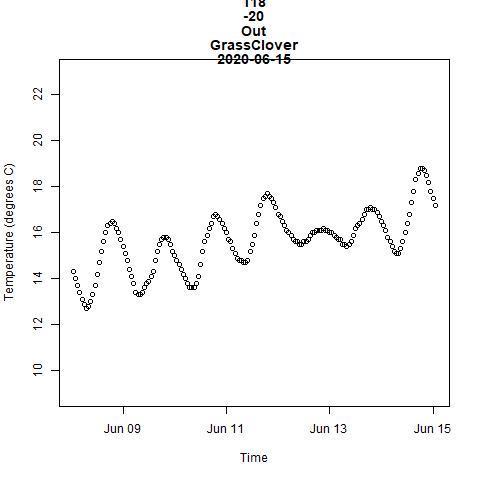 T18
-20
Out
GrassClover
2020-06-15
Temperature (degrees C)
22
20
18
16
14
12
10
Jun 09
Jun 11
Jun 13
Jun 15
Time